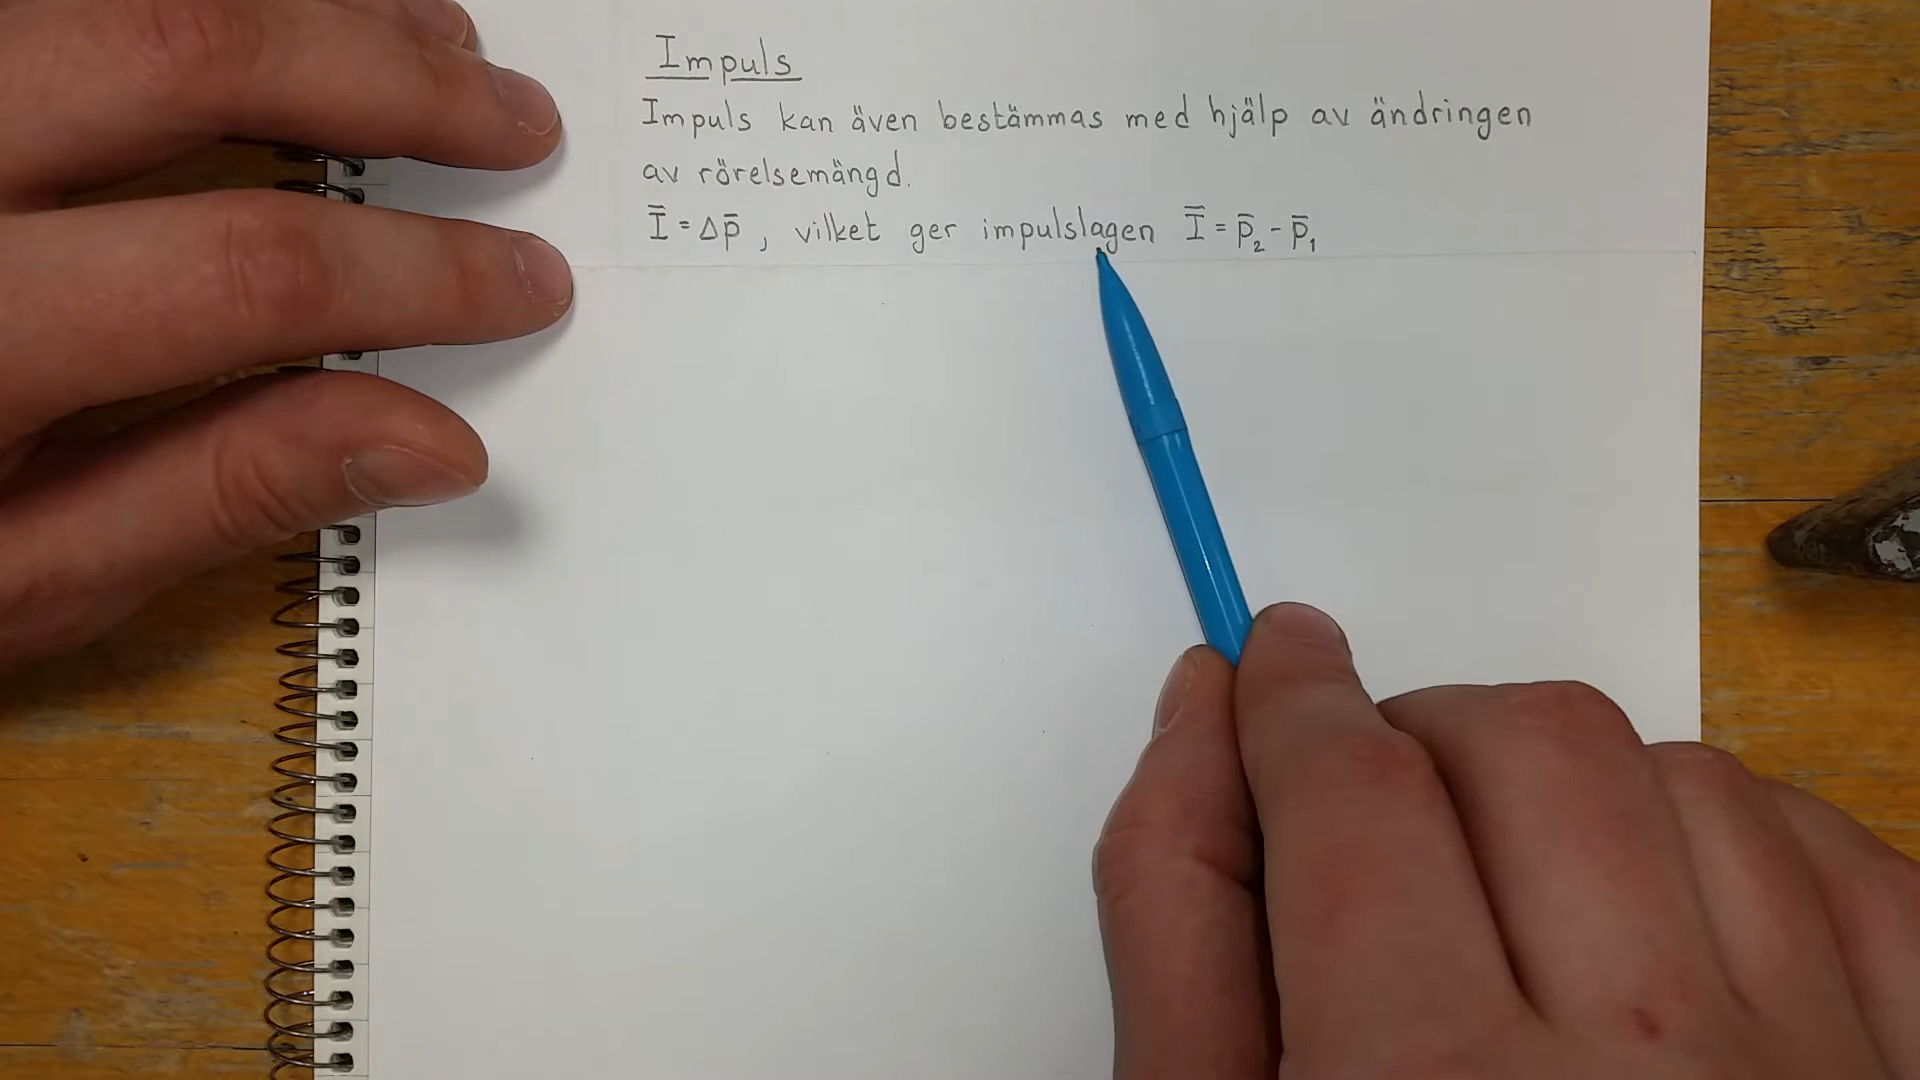 Impuls
Impuls kan även bestämmas med hjälp av ändringen
av rörelsemängd.
I̅ = Δp̅ , vilket ger impulslagen I̅ = p̅₂ - p̅₁